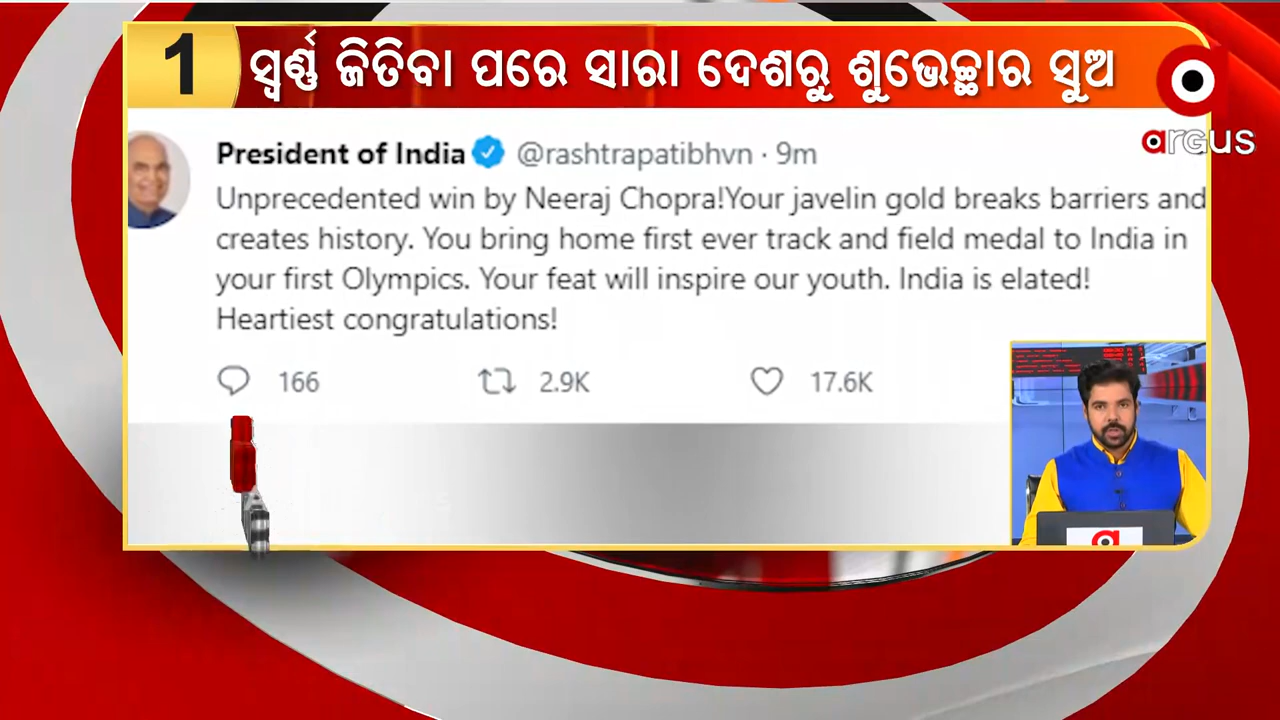 1
ସ୍ୱର୍ଣ୍ଣ ଜିତିବା ପରେ ସାରା ଦେଶରୁ ଶୁଭେଚ୍ଛାର ସୁଅ
argus
President of India @rashtrapatibhvn · 9m
Unprecedented win by Neeraj Chopra!Your javelin gold breaks barriers and
creates history. You bring home first ever track and field medal to India in
your first Olympics. Your feat will inspire our youth. India is elated!
Heartiest congratulations!
166 2.9K 17.6K